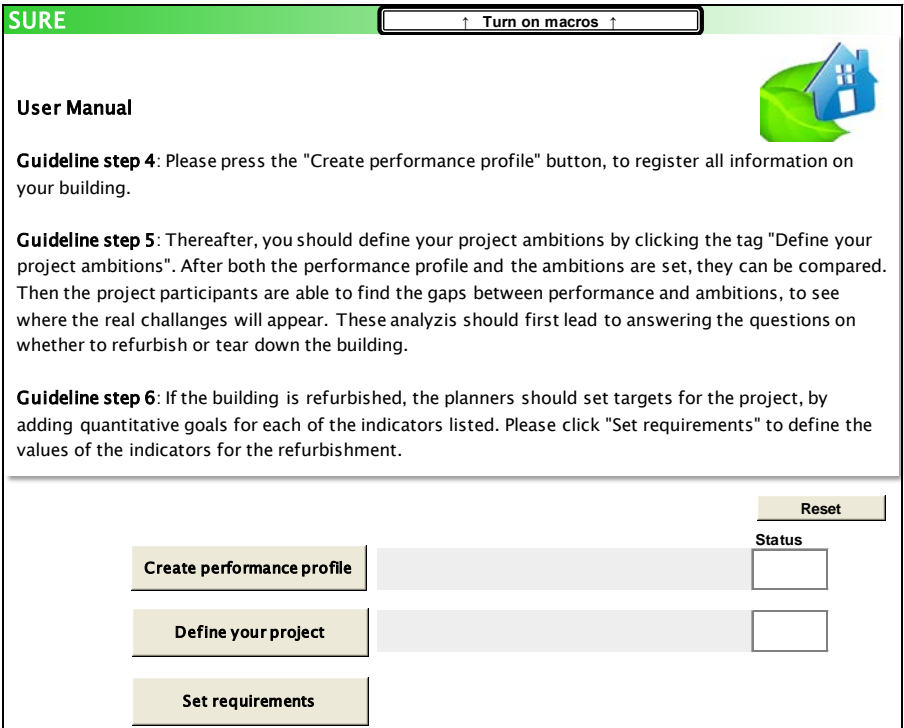 SURE
↑ Turn on macros ↑
User Manual
Guideline step 4: Please press the "Create performance profile" button, to register all information on
your building.
Guideline step 5: Thereafter, you should define your project ambitions by clicking the tag "Define your
project ambitions". After both the performance profile and the ambitions are set, they can be compared.
Then the project participants are able to find the gaps between performance and ambitions, to see
where the real challanges will appear. These analyzis should first lead to answering the questions on
whether to refurbish or tear down the building.
Guideline step 6: If the building is refurbished, the planners should set targets for the project, by
adding quantitative goals for each of the indicators listed. Please click "Set requirements" to define the
values of the indicators for the refurbishment.
Reset
Status
Create performance profile
Define your project
Set requirements